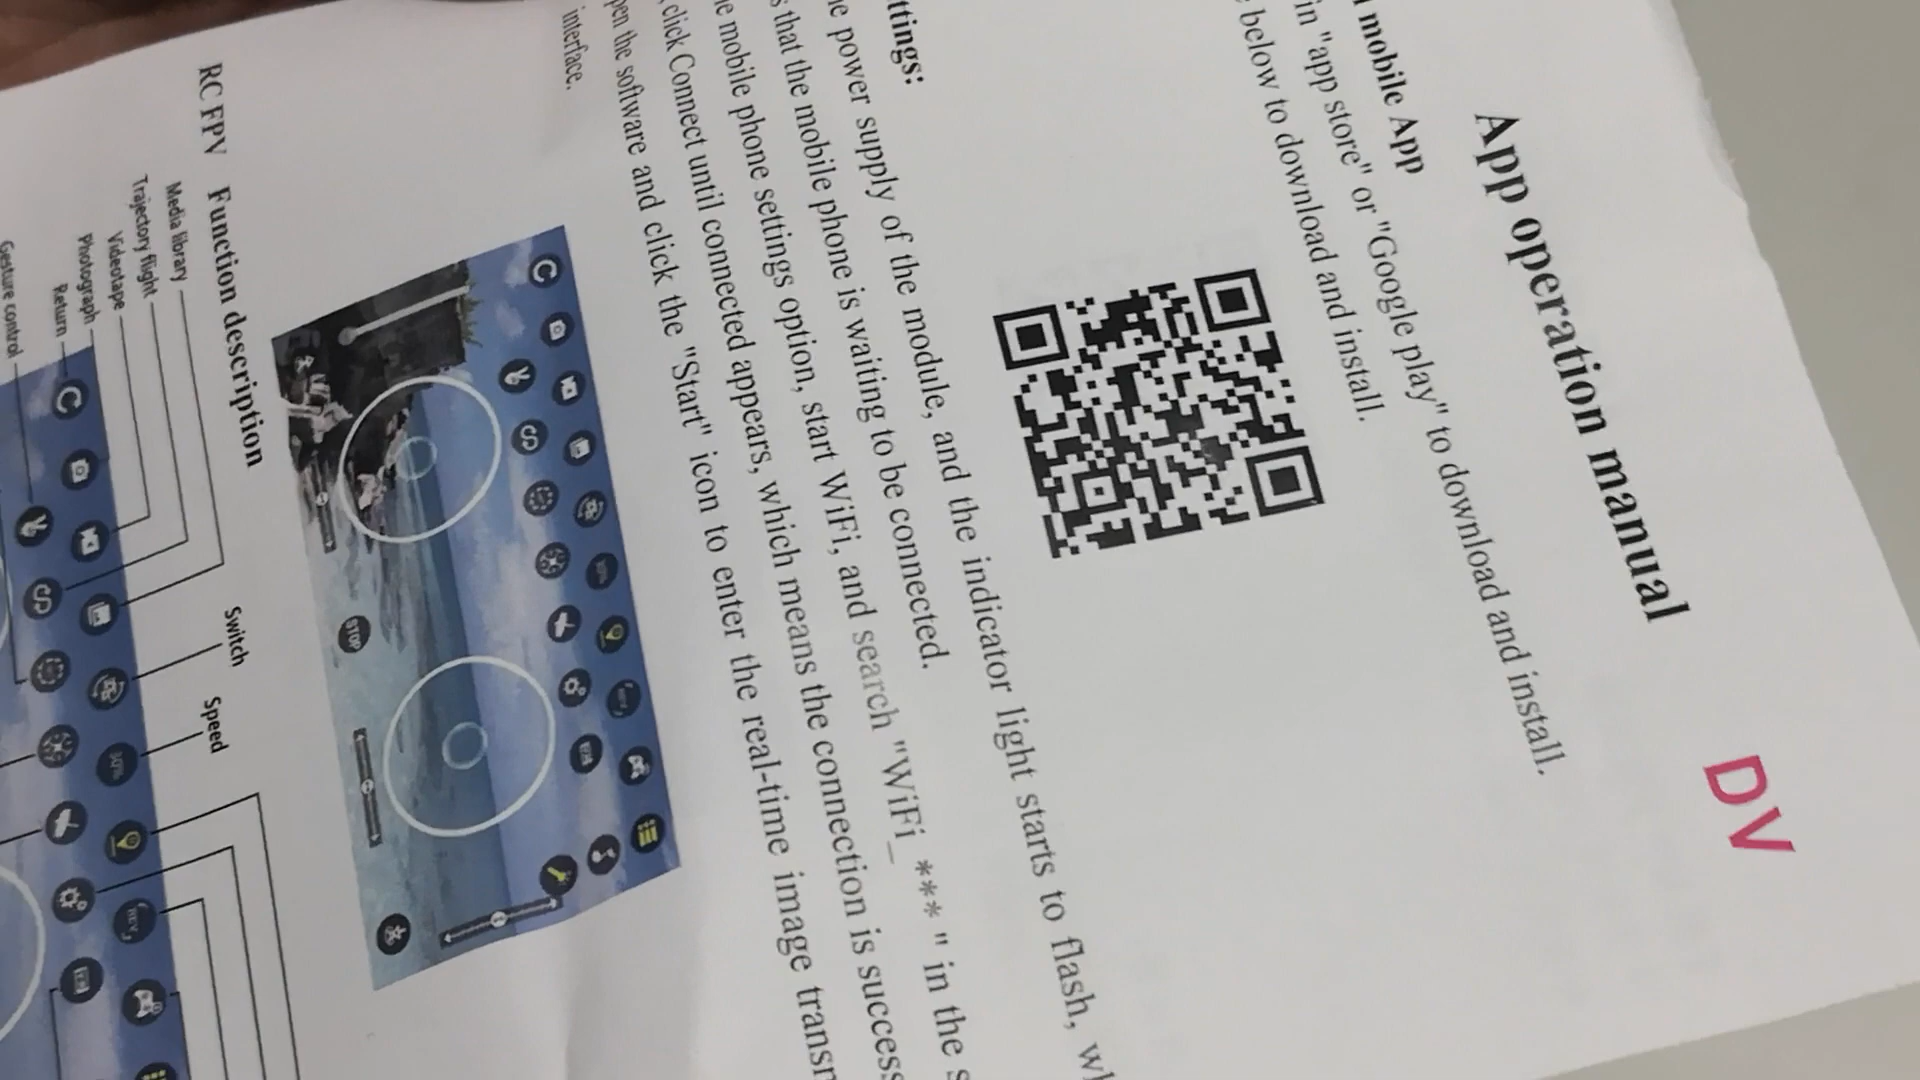 DV
App operation manual
mobile App
in "app store" or "Google play" to download and install.
below to download and install.
ttings:
power supply of the module, and the indicator light starts to flash,
that the mobile phone is waiting to be connected.
mobile phone settings option, start WiFi, and search "WiFi_***" in the
click Connect until connected appears, which means the connection is
the software and click the "Start" icon to enter the real-time image
interface.
30%
STOP
RC FPV Function description
Media library
Trajectory flight
Videotape
Photograph
Return
Gesture control
Switch
Speed
30%